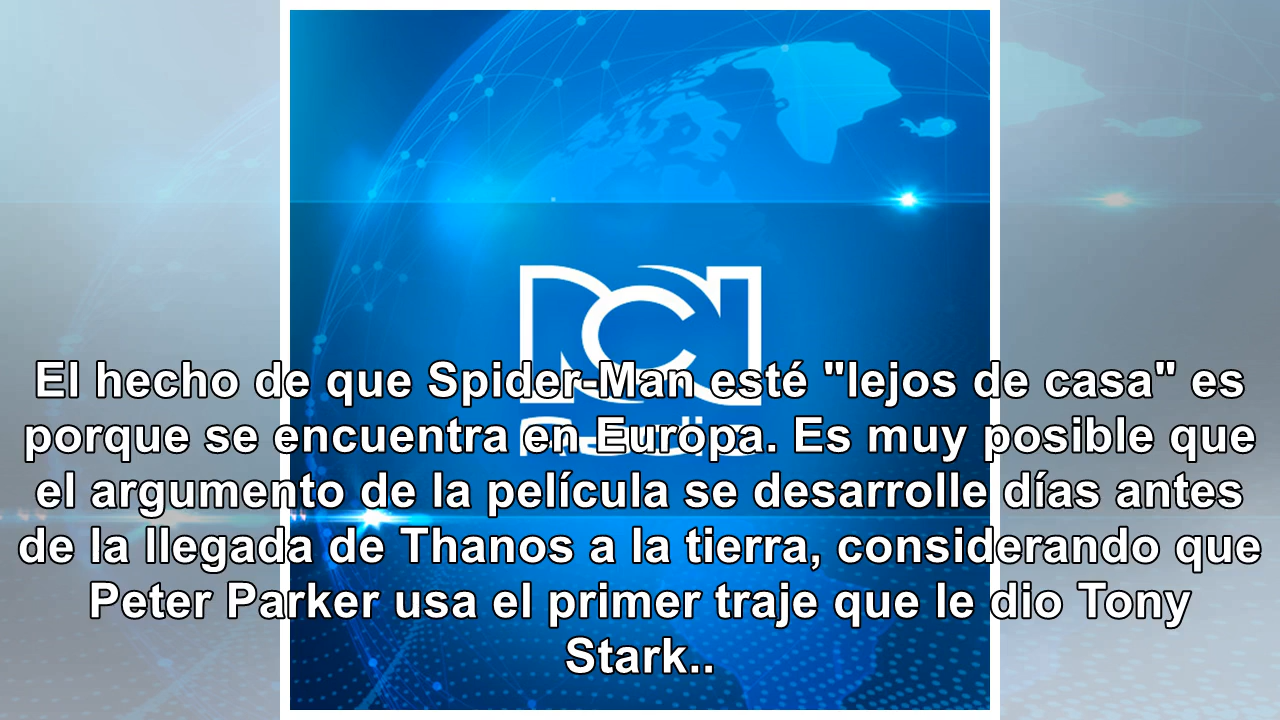 RCN
El hecho de que Spider-Man esté "lejos de casa" es
porque se encuentra en Europa. Es muy posible que
el argumento de la película se desarrolle días antes
de la llegada de Thanos a la tierra, considerando que
Peter Parker usa el primer traje que le dio Tony
Stark..